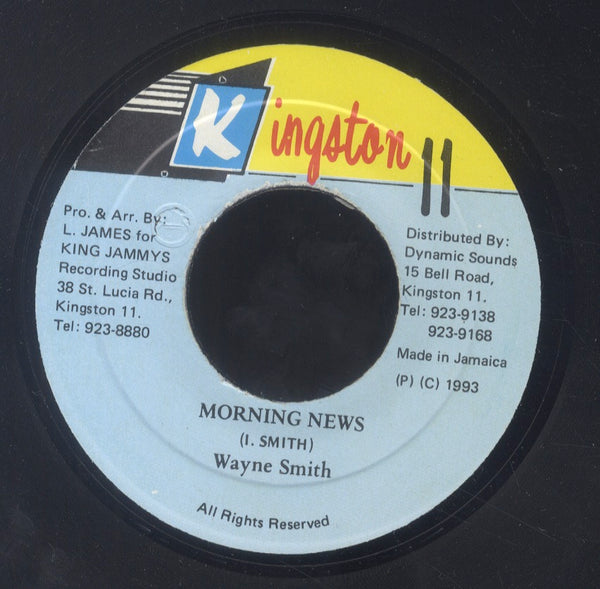 Kingston 11
Pro. & Arr. By:
L. JAMES for
KING JAMMYS
Recording Studio
38 St. Lucia Rd.,
Kingston 11.
Tel: 923-8880
Distributed By:
Dynamic Sounds
15 Bell Road,
Kingston 11.
Tel: 923-9138
923-9168
Made in Jamaica
(P) (C) 1993
MORNING NEWS
(I. SMITH)
Wayne Smith
All Rights Reserved